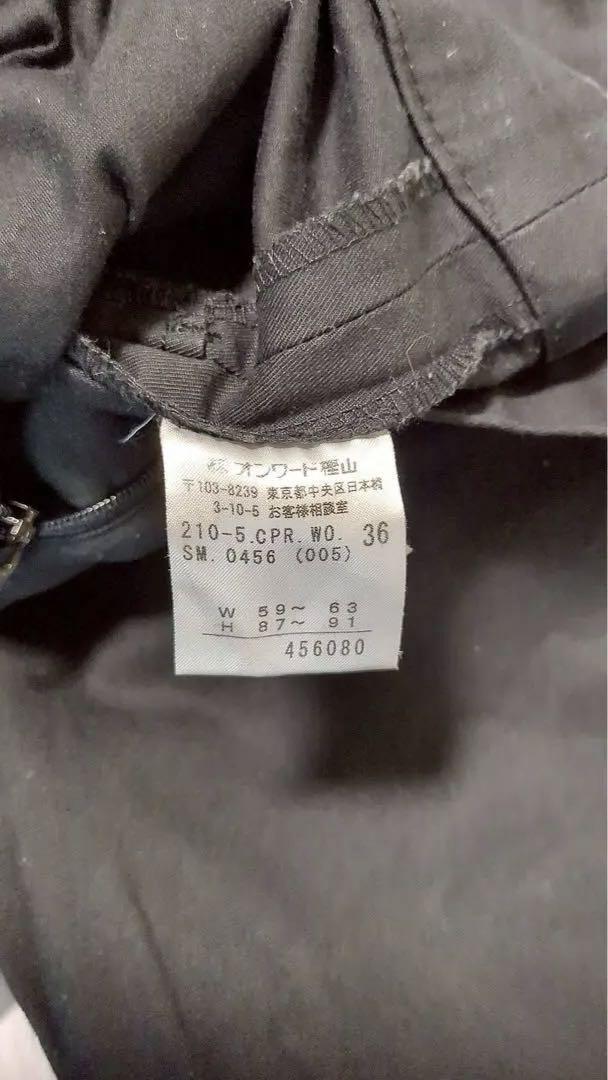 ㈱オンワード樫山
〒103-8239 東京都中央区日本橋
3-10-5 お客様相談室
210-5.CPR.WO. 36
SM. 0456 (005)
W 59〜 63
H 87〜 91
456080